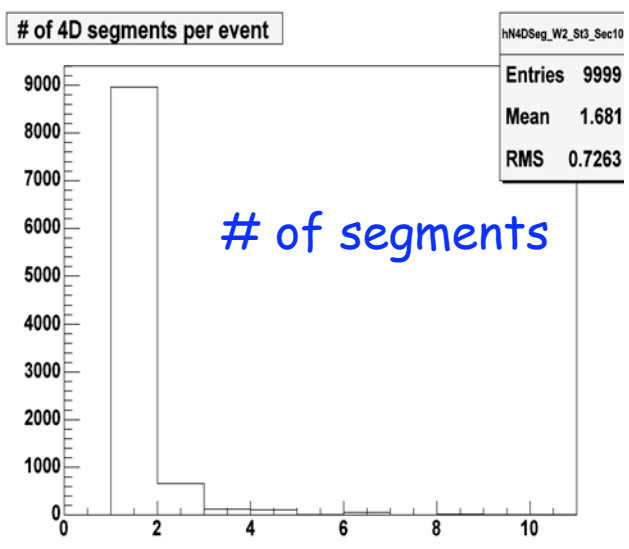 # of 4D segments per event
hN4DSeg_W2_St3_Sec10
Entries 9999
Mean 1.681
RMS 0.7263
# of segments
9000
8000
7000
6000
5000
4000
3000
2000
1000
0
0 2 4 6 8 10